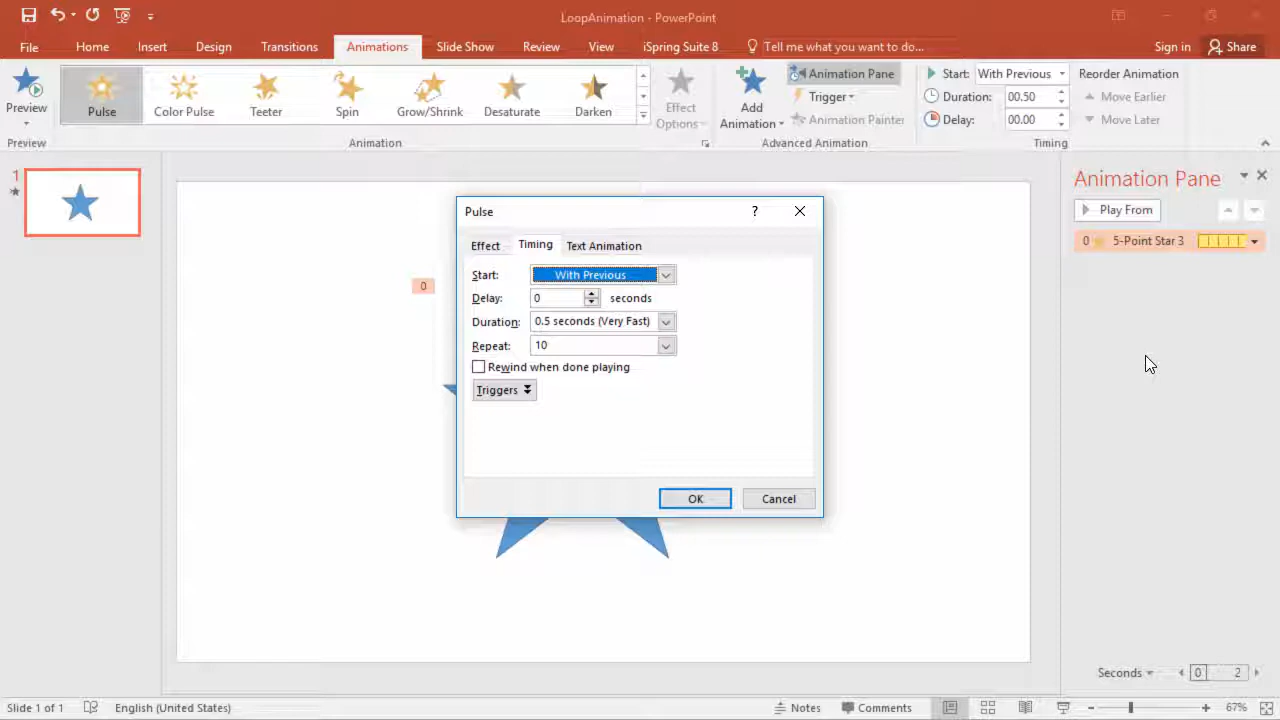 LoopAnimation - PowerPoint
File Home Insert Design Transitions Animations Slide Show Review View iSpring Suite 8 Tell me what you want to do... Sign in Share
Preview
Pulse Color Pulse Teeter Spin Grow/Shrink Desaturate Darken
Effect Options
Add Animation
Animation Pane
Trigger
Animation Painter
Start: With Previous
Duration: 00.50
Delay: 00.00
Reorder Animation
Move Earlier
Move Later
Preview Animation Advanced Animation Timing
1
0
Pulse ?
Effect Timing Text Animation
Start: With Previous
Delay: 0 seconds
Duration: 0.5 seconds (Very Fast)
Repeat: 10
Rewind when done playing
Triggers
OK Cancel
Animation Pane
Play From
0 5-Point Star 3
Seconds 0 2
Slide 1 of 1 English (United States) Notes Comments 67%